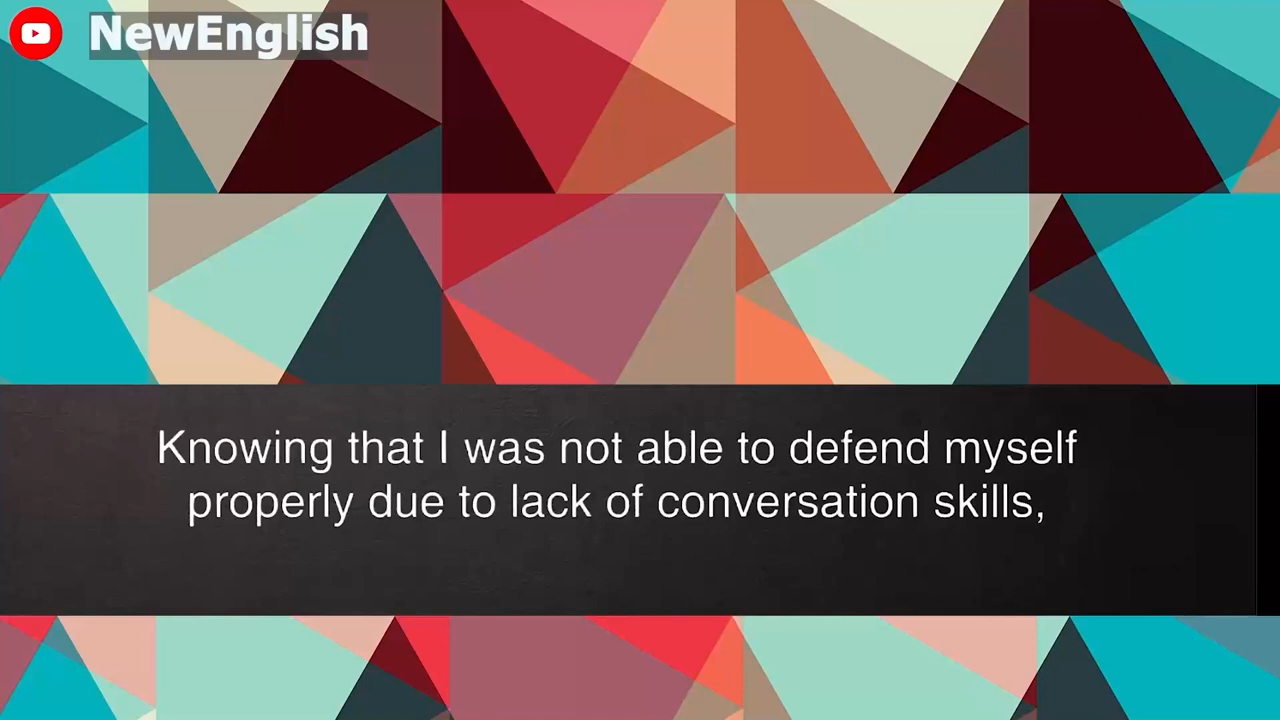 NewEnglish
Knowing that I was not able to defend myself
properly due to lack of conversation skills,